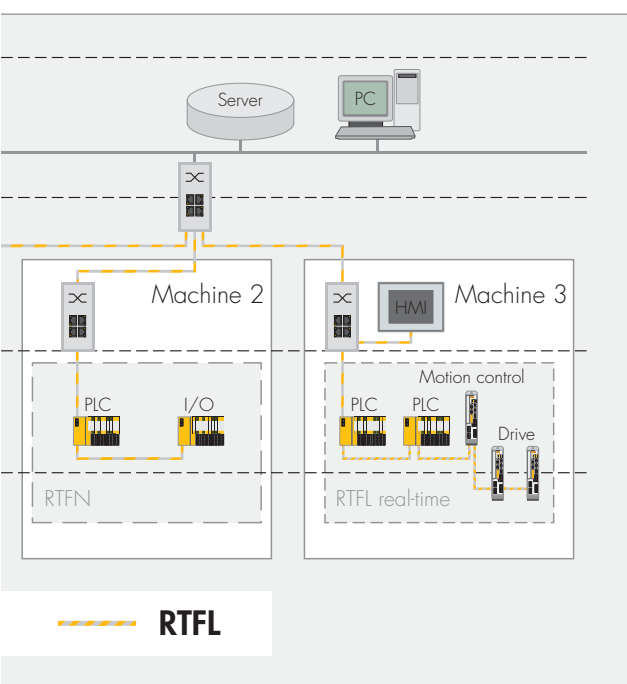 Server
PC
Machine 2
HMI
Machine 3
Motion control
PLC
I/O
PLC
PLC
Drive
RTFN
RTFL real-time
RTFL